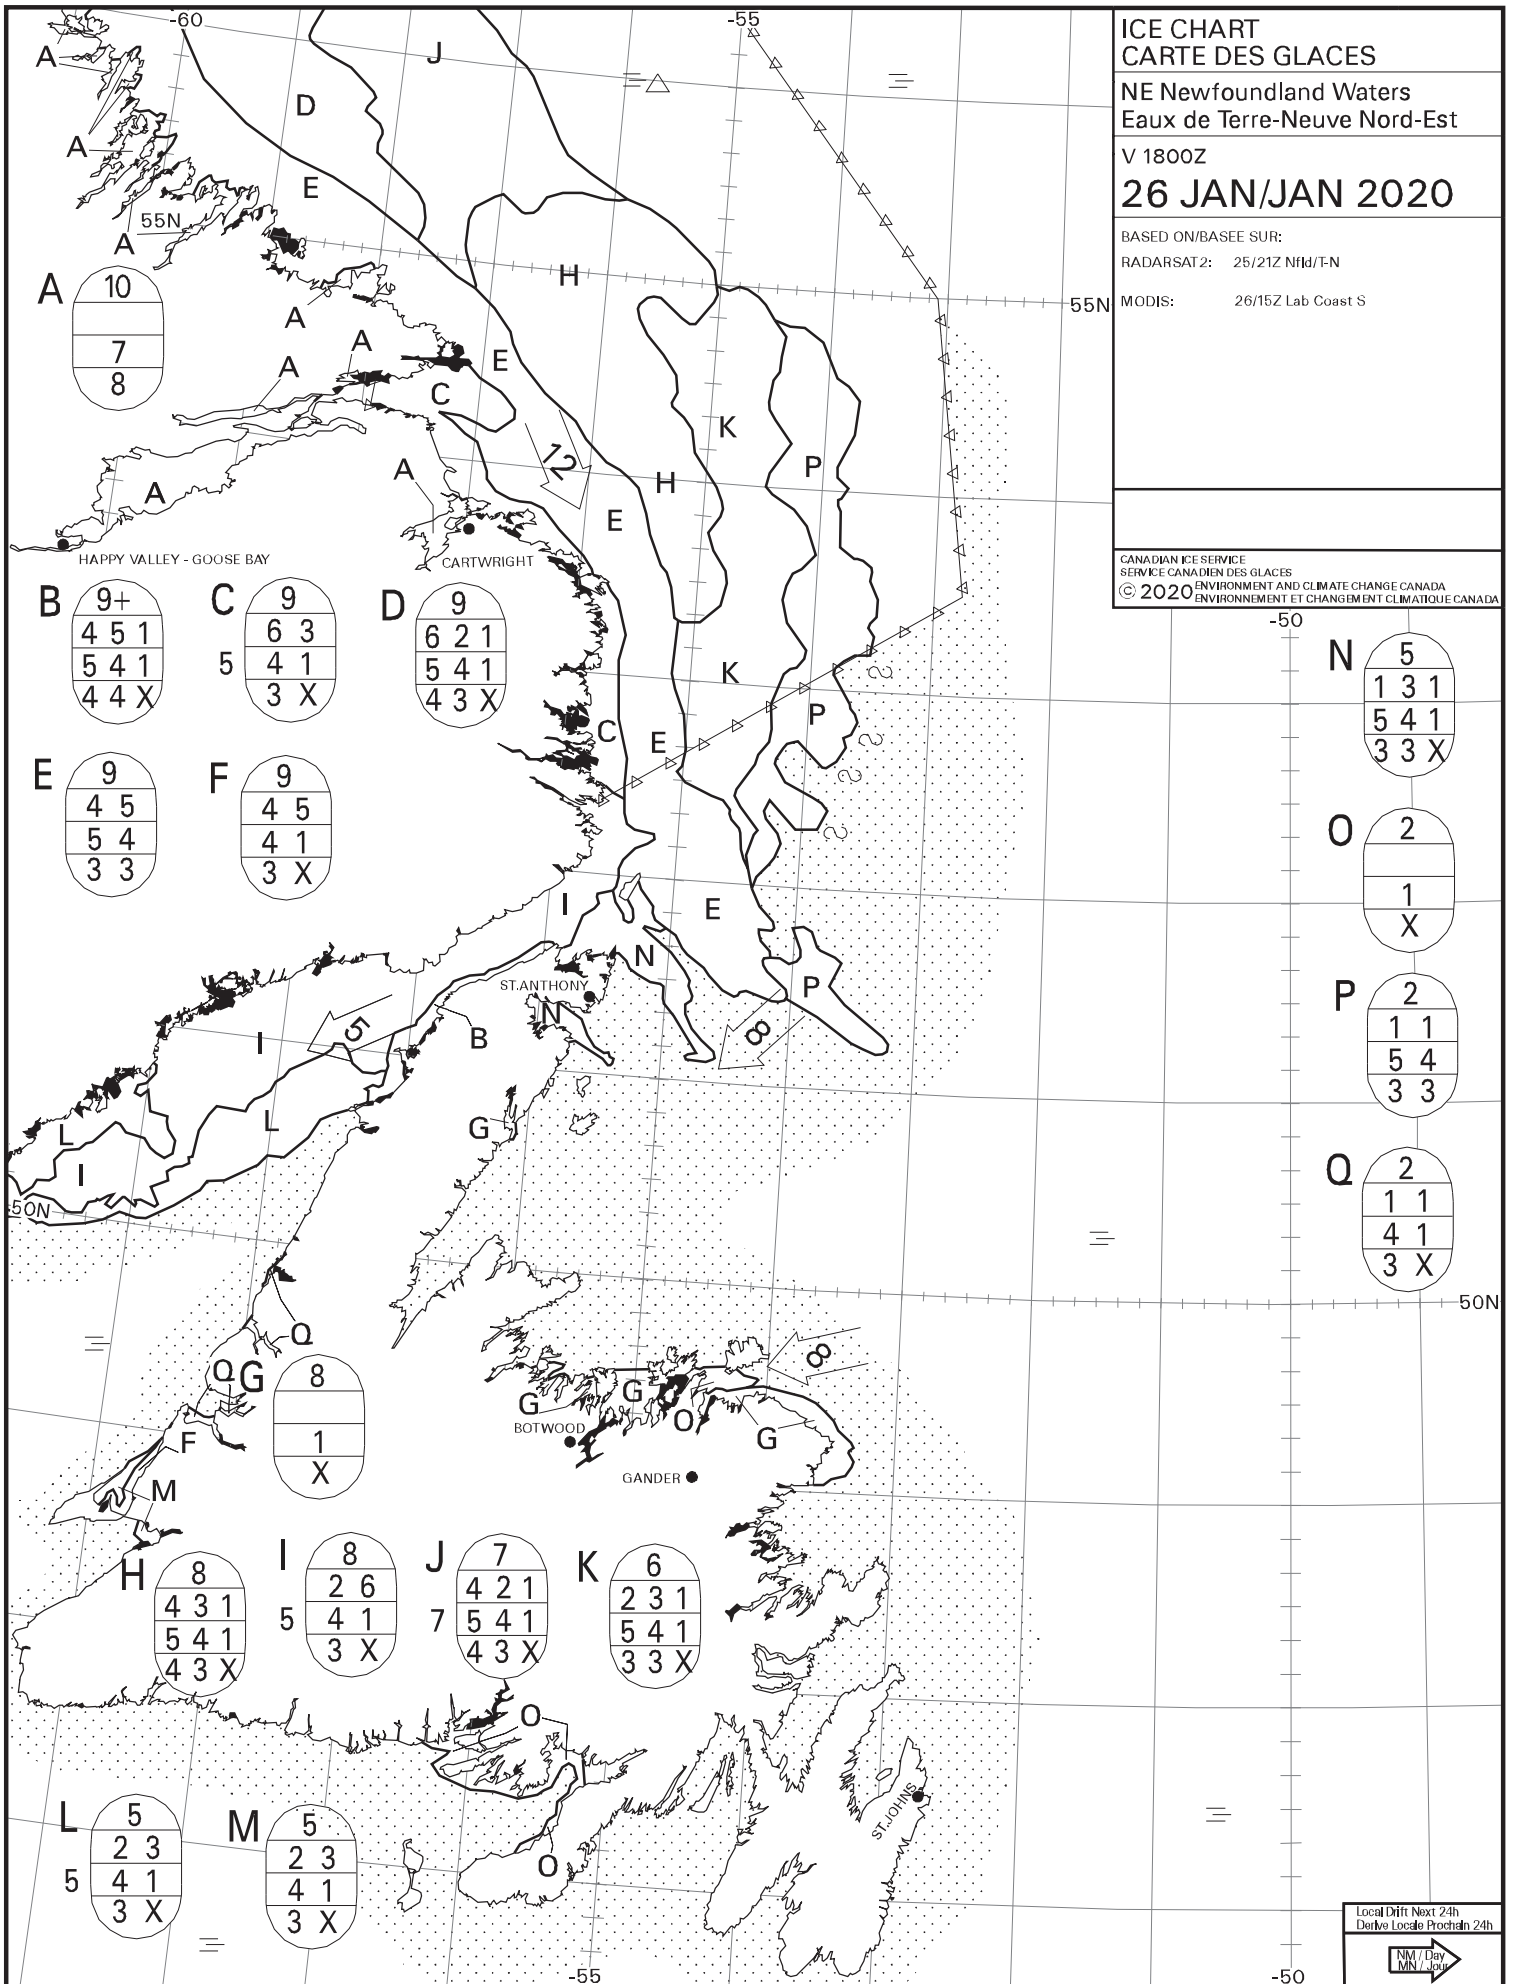 -60
-55
ICE CHART
CARTE DES GLACES
NE Newfoundland Waters
Eaux de Terre-Neuve Nord-Est
V 1800Z
26 JAN/JAN 2020
BASED ON/BASEE SUR:
RADARSAT2: 25/21Z Nfld/T-N
MODIS: 26/15Z Lab Coast S
CANADIAN ICE SERVICE
SERVICE CANADIEN DES GLACES
© 2020 ENVIRONMENT AND CLIMATE CHANGE CANADA
ENVIRONNEMENT ET CHANGEMENT CLIMATIQUE CANADA
J
A
D
A
E
A
55N
H
55N
A
10
7
8
A
A
A
E
C
K
P
12
A
H
A
E
HAPPY VALLEY - GOOSE BAY
CARTWRIGHT
B
9+
4 5 1
5 4 1
4 4 X
C
9
6 3
5 4 1
3 X
D
9
6 2 1
5 4 1
4 3 X
E
9
4 5
5 4
3 3
F
9
4 5
4 1
3 X
K
P
C
E
-50
N
5
1 3 1
5 4 1
3 3 X
O
2
1
X
P
2
1 1
5 4
3 3
Q
2
1 1
4 1
3 X
I
E
N
ST.ANTHONY
P
N
5
I
B
8
L
G
L
I
50N
50N
Q
Q
G
8
1
X
8
G
G
O
BOTWOOD
G
F
GANDER
M
H
8
4 3 1
5 4 1
4 3 X
I
8
2 6
5 4 1
3 X
J
7
4 2 1
7 5 4 1
4 3 X
K
6
2 3 1
5 4 1
3 3 X
O
L
5
2 3
5 4 1
3 X
M
5
2 3
4 1
3 X
O
ST.JOHNS
-55
-50
Local Drift Next 24h
Derive Locale Prochain 24h
NM / Day
MN / Jour